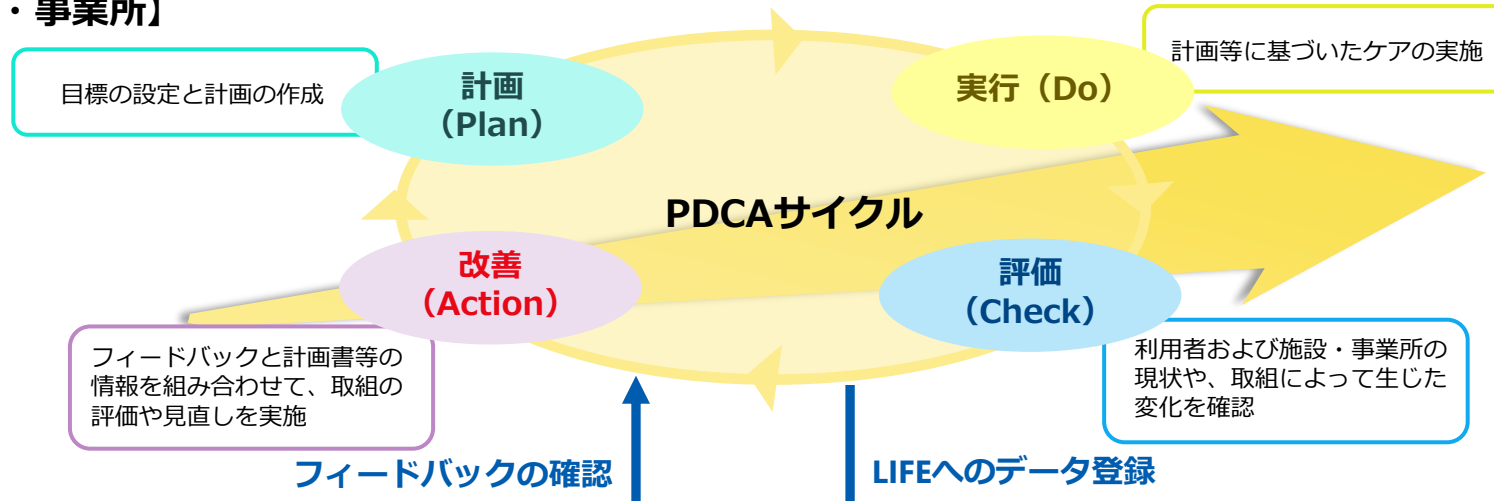 ・事業所】
目標の設定と計画の作成
計画
（Plan）
実行（Do）
計画等に基づいたケアの実施
PDCAサイクル
改善
（Action）
評価
（Check）
フィードバックと計画書等の
情報を組み合わせて、取組の
評価や見直しを実施
利用者および施設・事業所の
現状や、取組によって生じた
変化を確認
フィードバックの確認
LIFEへのデータ登録